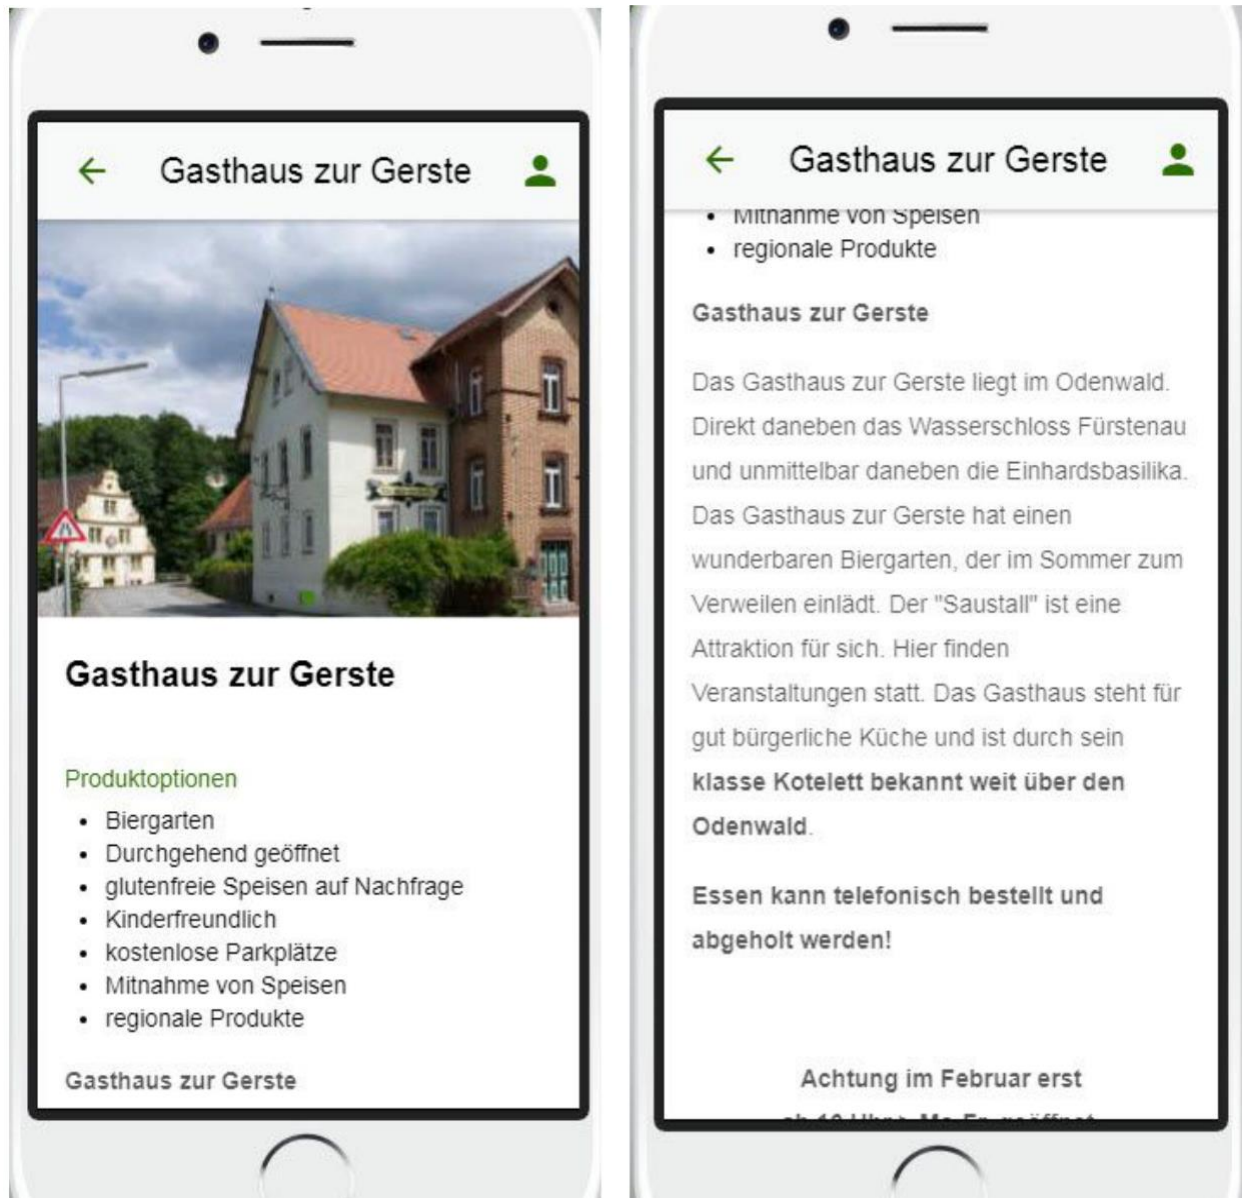 Gasthaus zur Gerste
Gasthaus zur Gerste
Produktoptionen
• Biergarten
• Durchgehend geöffnet
• glutenfreie Speisen auf Nachfrage
• Kinderfreundlich
• kostenlose Parkplätze
• Mitnahme von Speisen
• regionale Produkte
Gasthaus zur Gerste
Gasthaus zur Gerste
• Mitnahme von Speisen
• regionale Produkte
Gasthaus zur Gerste
Das Gasthaus zur Gerste liegt im Odenwald.
Direkt daneben das Wasserschloss Fürstenau
und unmittelbar daneben die Einhardsbasilika.
Das Gasthaus zur Gerste hat einen
wunderbaren Biergarten, der im Sommer zum
Verweilen einlädt. Der "Saustall" ist eine
Attraktion für sich. Hier finden
Veranstaltungen statt. Das Gasthaus steht für
gut bürgerliche Küche und ist durch sein
klasse Kotelett bekannt weit über den
Odenwald.
Essen kann telefonisch bestellt und
abgeholt werden!
Achtung im Februar erst